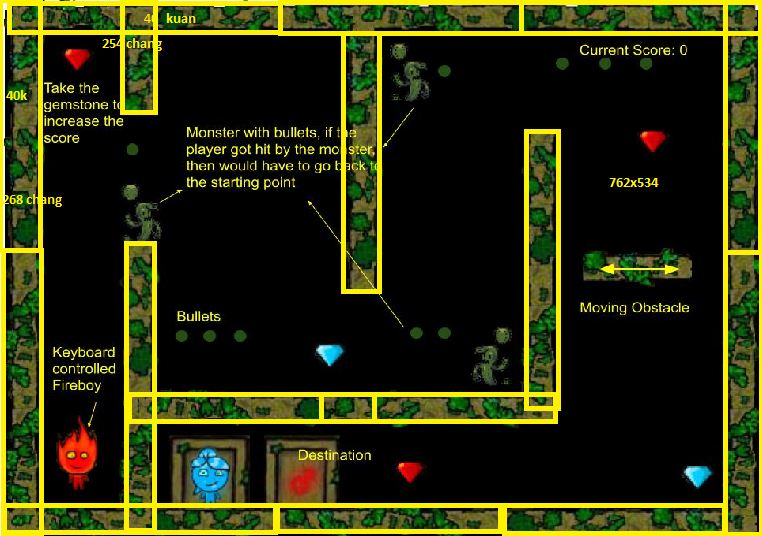 40 kuan
254 chang
Current Score: 0
40k
Take the
gemstone to
increase the
score
Monster with bullets, if the
player got hit by the monster,
then would have to go back to
the starting point
762x534
268 chang
Moving Obstacle
Bullets
Keyboard
controlled
Fireboy
Destination